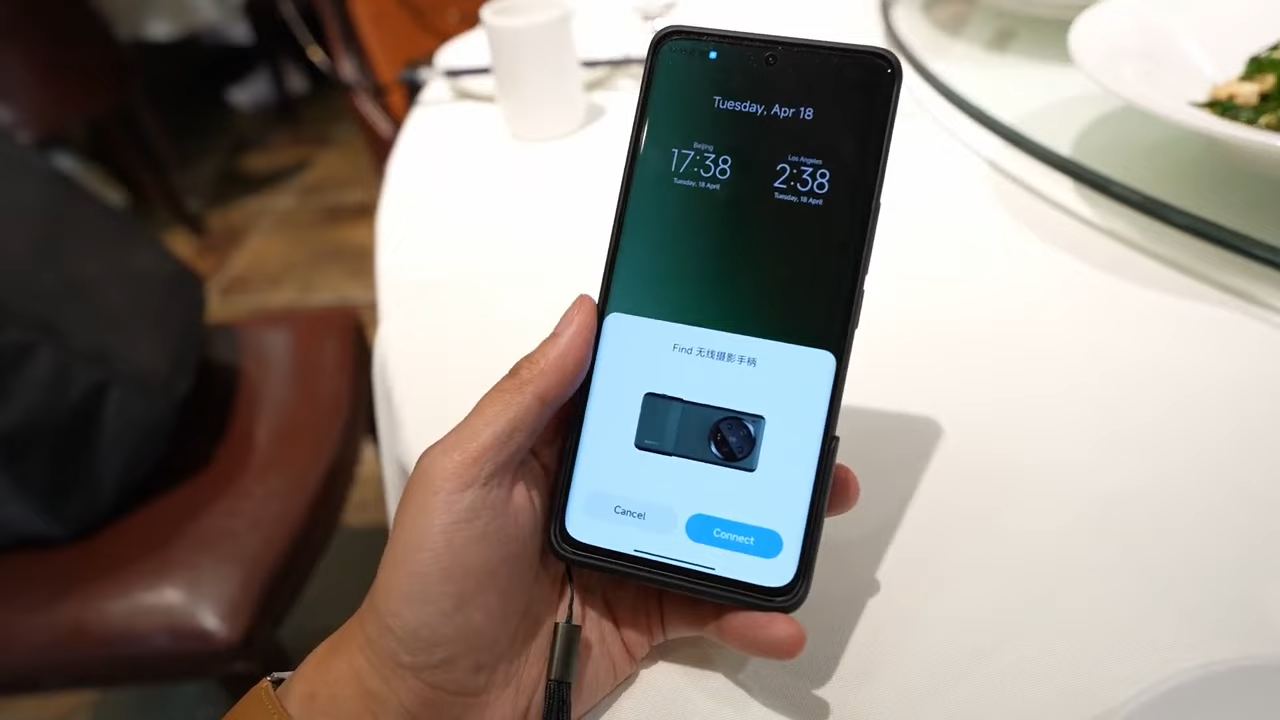 Tuesday, Apr 18
Beijing
17:38
Tuesday, 18 April
Los Angeles
2:38
Tuesday, 18 April
Find 无线摄影手柄
Cancel
Connect